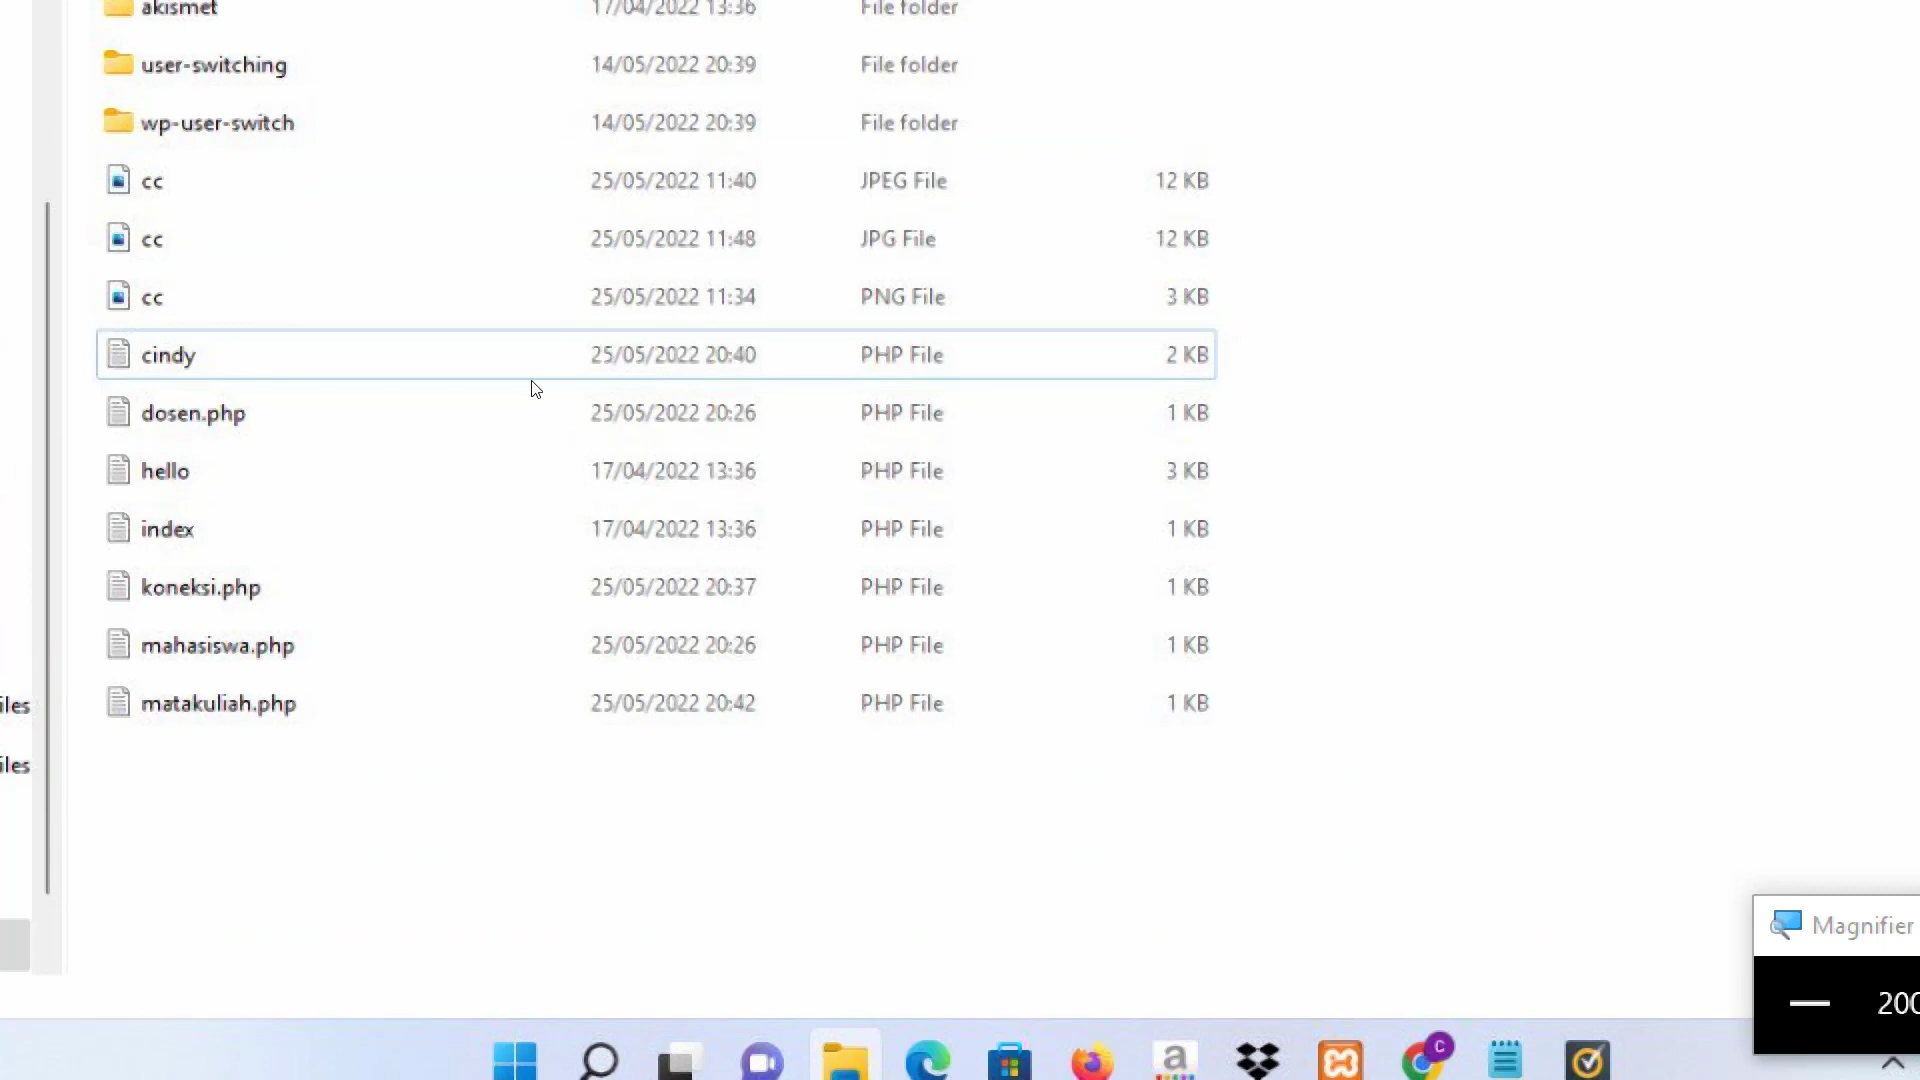 akismet 17/04/2022 13:36 File folder
user-switching 14/05/2022 20:39 File folder
wp-user-switch 14/05/2022 20:39 File folder
cc 25/05/2022 11:40 JPEG File 12 KB
cc 25/05/2022 11:48 JPG File 12 KB
cc 25/05/2022 11:34 PNG File 3 KB
cindy 25/05/2022 20:40 PHP File 2 KB
dosen.php 25/05/2022 20:26 PHP File 1 KB
hello 17/04/2022 13:36 PHP File 3 KB
index 17/04/2022 13:36 PHP File 1 KB
koneksi.php 25/05/2022 20:37 PHP File 1 KB
mahasiswa.php 25/05/2022 20:26 PHP File 1 KB
iles matakuliah.php 25/05/2022 20:42 PHP File 1 KB
iles
Magnifier
200
a C